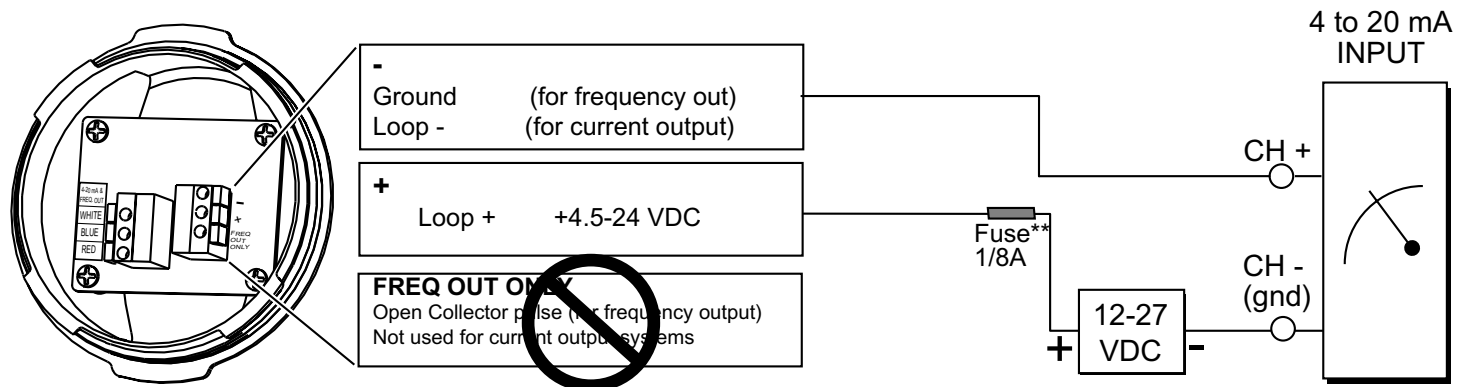 4 to 20 mA
INPUT
-
Ground (for frequency out)
Loop - (for current output)
+
Loop + +4.5-24 VDC
FREQ OUT ONLY
Open Collector pulse (for frequency output)
Not used for current output systems
4-20 mA &
FREQ. OUT
WHITE
BLUE
RED
-
+
FREQ
OUT
ONLY
CH +
Fuse**
1/8A
CH -
(gnd)
12-27
VDC
+
-